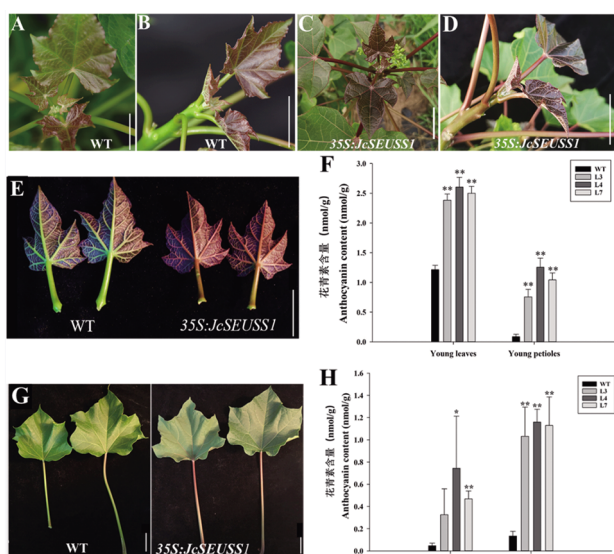 A
WT
B
WT
C
35S:JcSEUSS1
D
35S:JcSEUSS1
E
WT
35S:JcSEUSS1
F
WT
L3
L4
L7
花青素含量 (nmol/g)
Anthocyanin content (nmol/g)
3.0
2.5
2.0
1.5
1.0
0.5
0.0
** ** **
** ** **
Young leaves Young petioles
G
WT
35S:JcSEUSS1
H
WT
L3
L4
L7
花青素含量 (nmol/g)
Anthocyanin content (nmol/g)
1.6
1.4
1.2
1.0
0.8
0.6
0.4
0.2
0.0
* **
** ** **